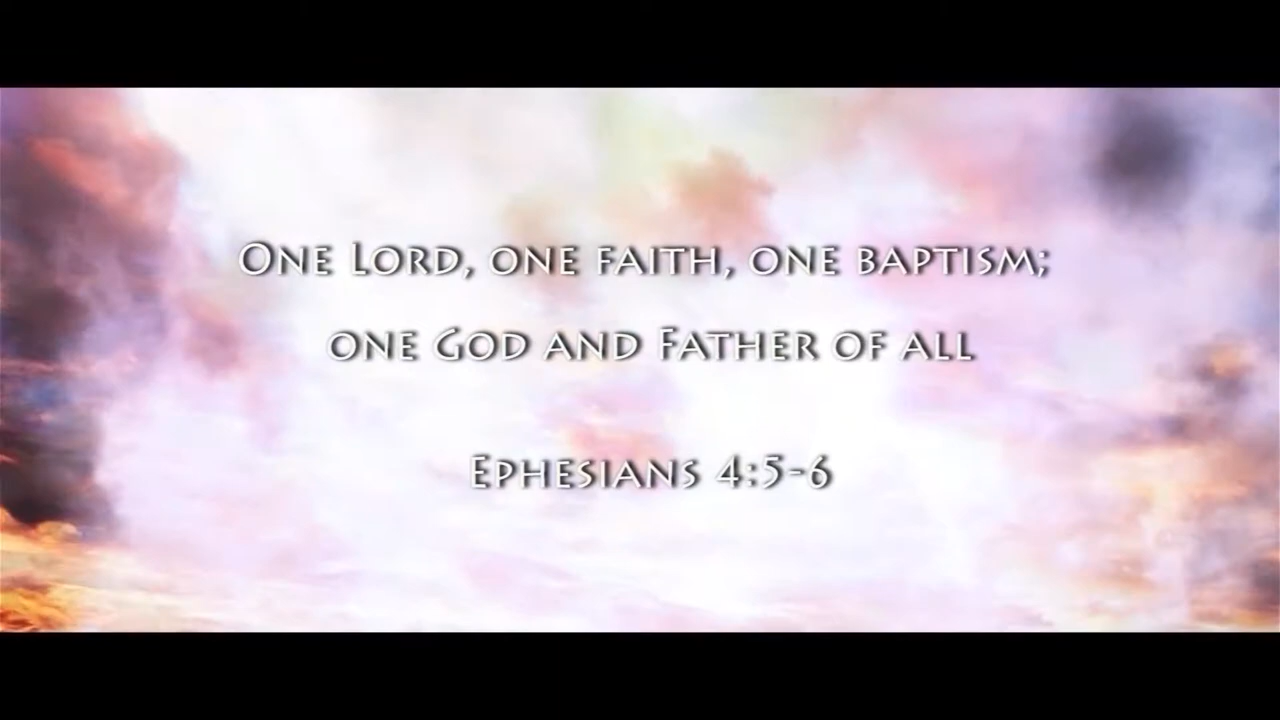 One Lord, one faith, one baptism;
one God and Father of all
Ephesians 4:5-6